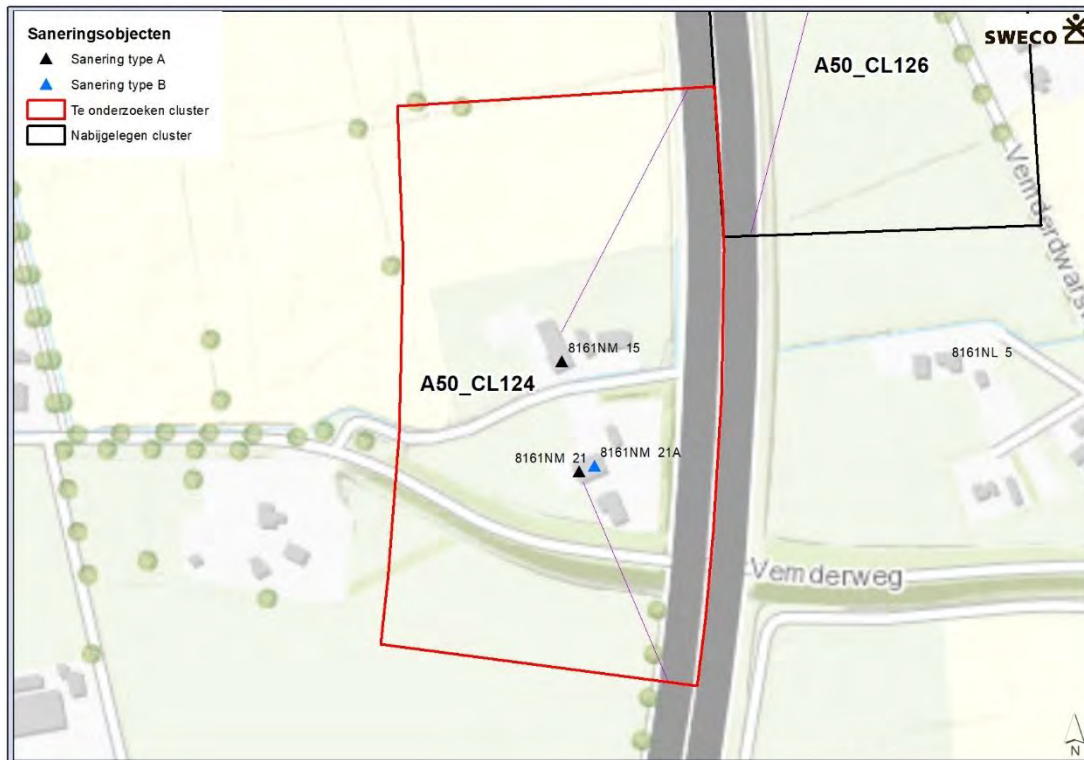 Saneringsobjecten
Sanering type A
Sanering type B
Te onderzoeken cluster
Nabijgelegen cluster
SWECO
A50_CL126
8161NM 15
8161NL 5
A50_CL124
8161NM 21
8161NM 21A
Vemderweg
N